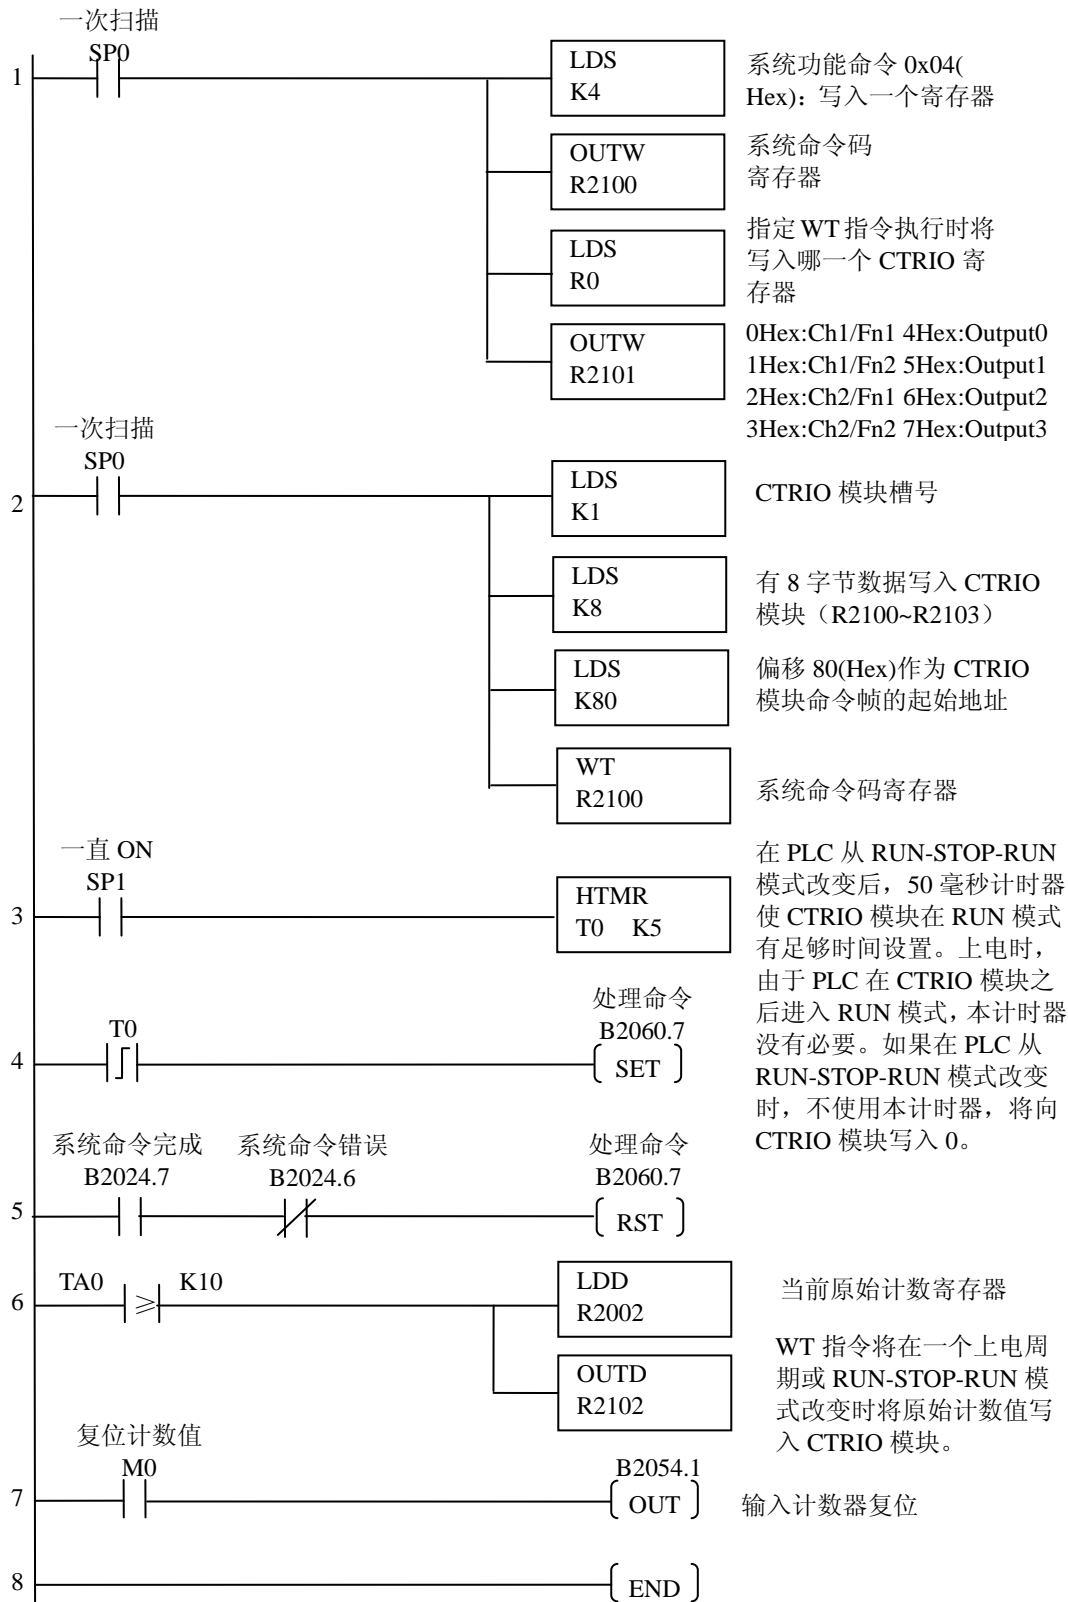 一次扫描
SP0
1
LDS
K4
系统功能命令 0x04(
Hex)：写入一个寄存器
OUTW
R2100
系统命令码
寄存器
LDS
R0
指定 WT 指令执行时将
写入哪一个 CTRIO 寄
存器
OUTW
R2101
0Hex:Ch1/Fn1 4Hex:Output0
1Hex:Ch1/Fn2 5Hex:Output1
2Hex:Ch2/Fn1 6Hex:Output2
3Hex:Ch2/Fn2 7Hex:Output3
一次扫描
SP0
2
LDS
K1
CTRIO 模块槽号
LDS
K8
有 8 字节数据写入 CTRIO
模块（R2100~R2103）
LDS
K80
偏移 80(Hex)作为 CTRIO
模块命令帧的起始地址
WT
R2100
系统命令码寄存器
一直 ON
SP1
3
HTMR
T0 K5
在 PLC 从 RUN-STOP-RUN
模式改变后，50 毫秒计时器
使 CTRIO 模块在 RUN 模式
有足够时间设置。上电时，
由于 PLC 在 CTRIO 模块之
后进入 RUN 模式，本计时器
没有必要。如果在 PLC 从
RUN-STOP-RUN 模式改变
时，不使用本计时器，将向
CTRIO 模块写入 0。
T0
4
处理命令
B2060.7
SET
系统命令完成
B2024.7
系统命令错误
B2024.6
处理命令
B2060.7
5
RST
TA0 ≥ K10
6
LDD
R2002
当前原始计数寄存器
OUTD
R2102
WT 指令将在一个上电周
期或 RUN-STOP-RUN 模
式改变时将原始计数值写
入 CTRIO 模块。
复位计数值
M0
7
B2054.1
OUT
输入计数器复位
8
END